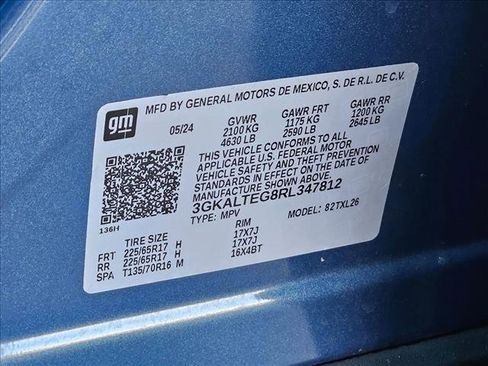 gm
MFD BY GENERAL MOTORS DE MEXICO, S. DE R.L. DE C.V.
05/24 GVWR GAWR FRT GAWR RR
2100 KG 1175 KG 1200 KG
4630 LB 2590 LB 2645 LB
THIS VEHICLE CONFORMS TO ALL
APPLICABLE U.S. FEDERAL MOTOR
VEHICLE SAFETY AND THEFT PREVENTION
STANDARDS IN EFFECT ON THE DATE OF
MANUFACTURE SHOWN ABOVE.
3GKALTEG8RL347812
TYPE: MPV MODEL: 82TXL26
136H
TIRE SIZE RIM
FRT 225/65R17 H 17X7J
RR 225/65R17 H 17X7J
SPA T135/70R16 M 16X4BT